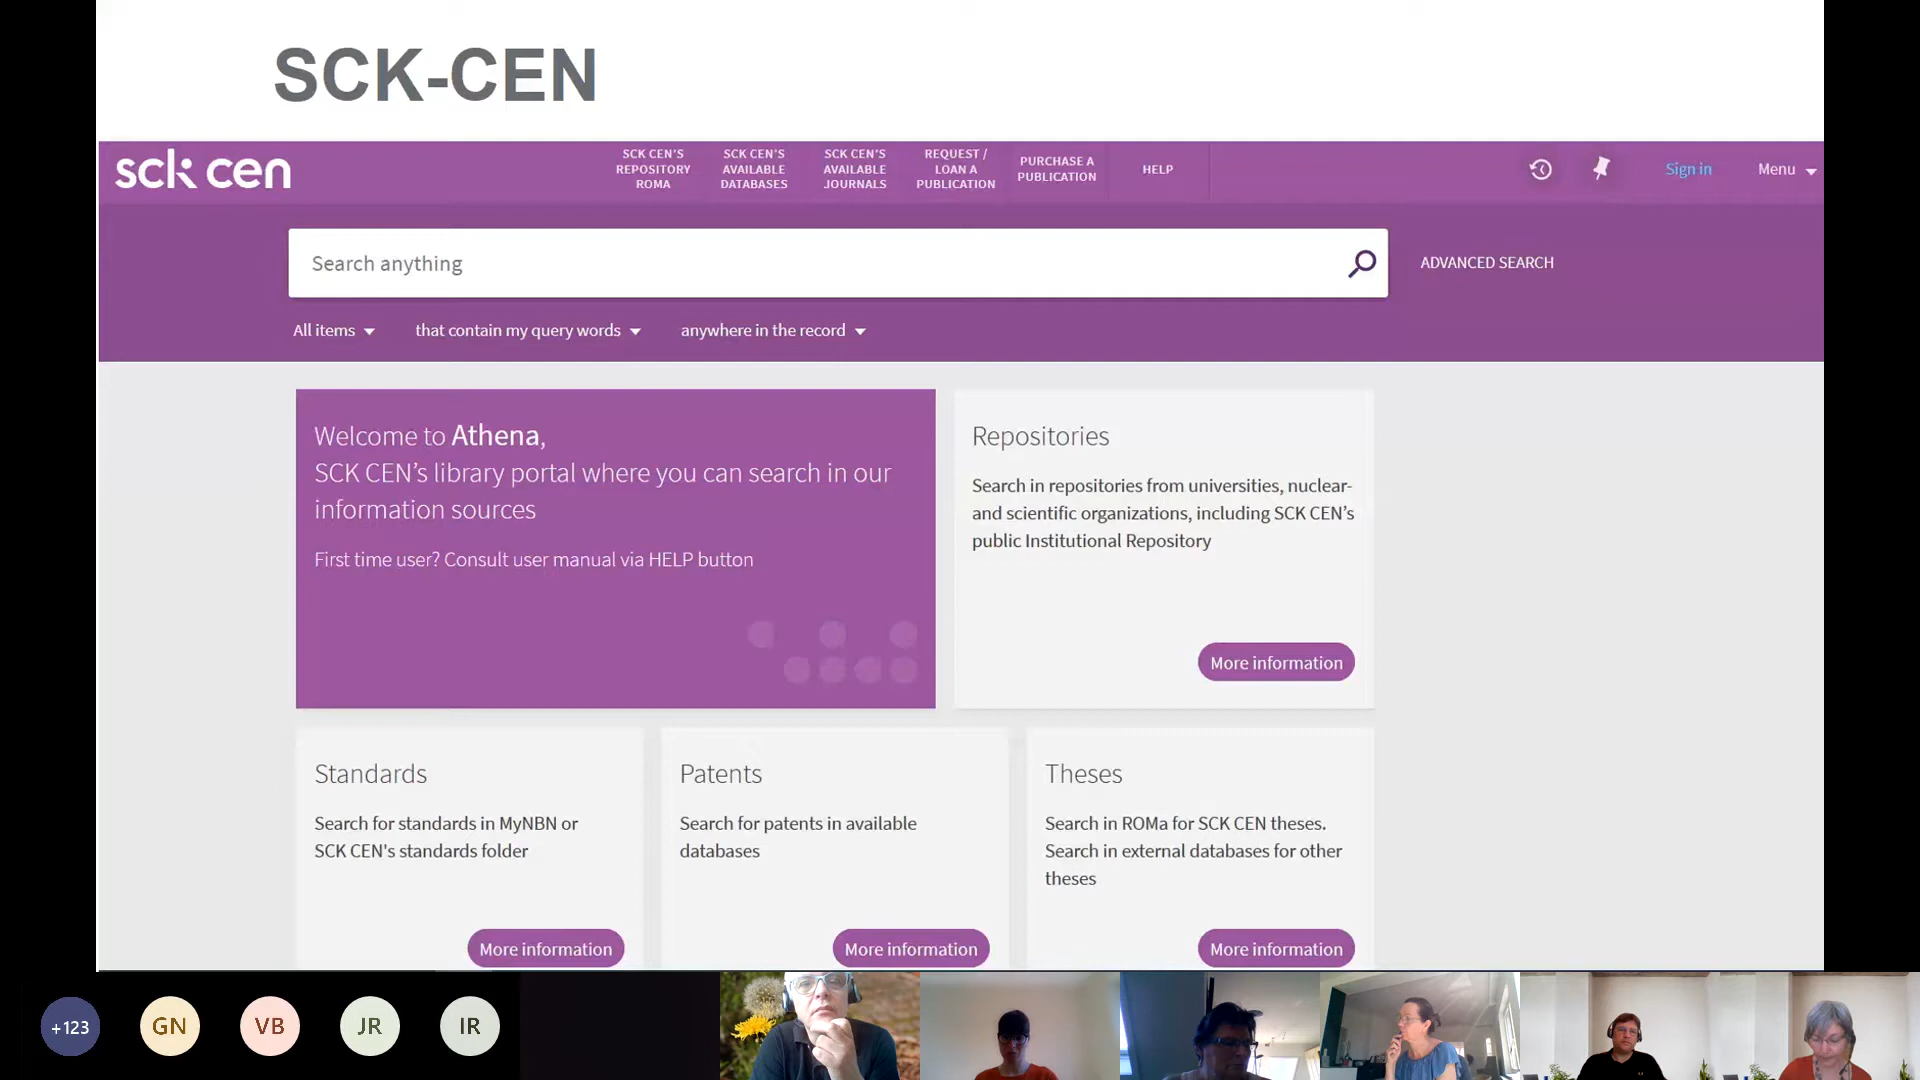 SCK-CEN
sck cen
SCK CEN'S
REPOSITORY
ROMA
SCK CEN'S
AVAILABLE
DATABASES
SCK CEN'S
AVAILABLE
JOURNALS
REQUEST /
LOAN A
PUBLICATION
PURCHASE A
PUBLICATION
HELP
Sign in
Menu
Search anything
ADVANCED SEARCH
All items
that contain my query words
anywhere in the record
Welcome to Athena,
SCK CEN's library portal where you can search in our
information sources
First time user? Consult user manual via HELP button
Repositories
Search in repositories from universities, nuclear-
and scientific organizations, including SCK CEN's
public Institutional Repository
More information
Standards
Search for standards in MyNBN or
SCK CEN's standards folder
More information
Patents
Search for patents in available
databases
More information
Theses
Search in ROMa for SCK CEN theses.
Search in external databases for other
theses
More information
+123
GN
VB
JR
IR